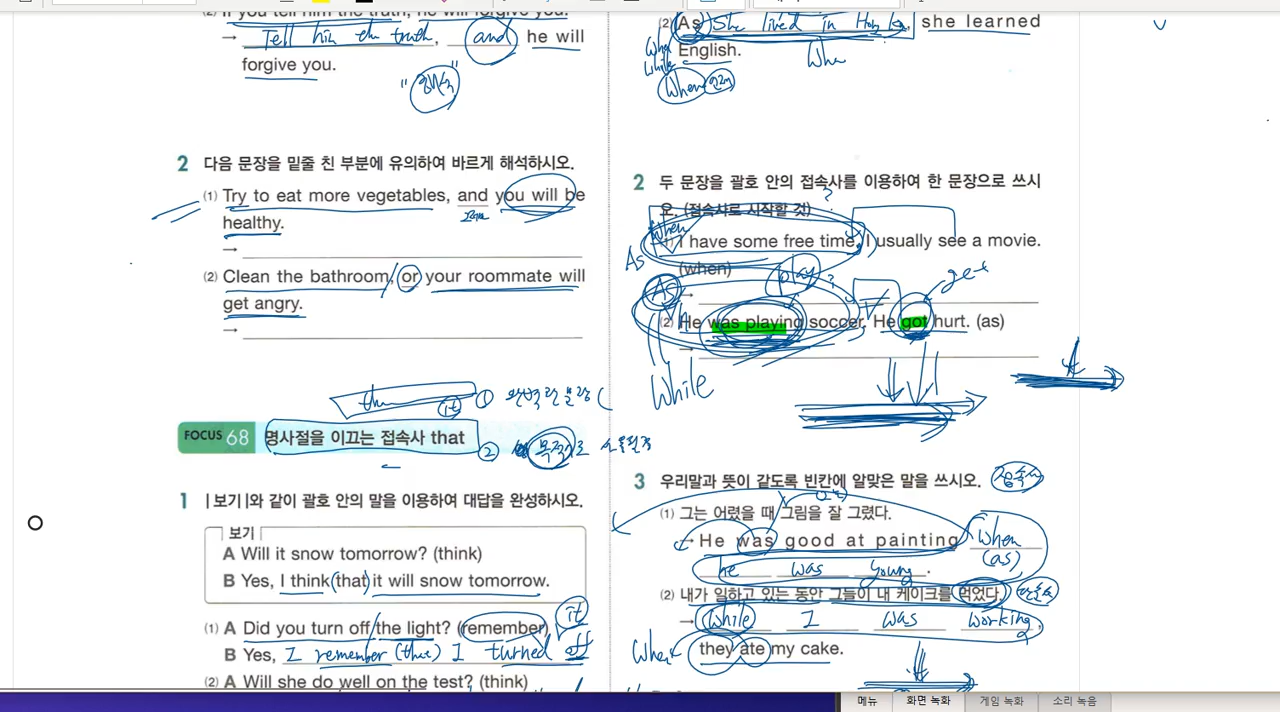 (2) If you tell him the truth, he will forgive you.
→ Tell him the truth, and he will
forgive you.
2 다음 문장을 밑줄 친 부분에 유의하여 바르게 해석하시오.
(1) Try to eat more vegetables, and you will be
healthy.
→
(2) Clean the bathroom, or your roommate will
get angry.
→
that
it ①
FOCUS 68 명사절을 이끄는 접속사 that
②
1 |보기|와 같이 괄호 안의 말을 이용하여 대답을 완성하시오.
보기
A Will it snow tomorrow? (think)
B Yes, I think (that) it will snow tomorrow.
(1) A Did you turn off the light? (remember) it
B Yes, I remember (that) I turned off
(2) A Will she do well on the test? (think)
(2) As she lived in she learned
When
while
English.
When
2 두 문장을 괄호 안의 접속사를 이용하여 한 문장으로 쓰시
오. (접속사로 시작할 것)
When
As
(1) I have some free time. I usually see a movie.
(when) play get
→
As
(2) He was playing soccer. He got hurt. (as)
→
While
3 우리말과 뜻이 같도록 빈칸에 알맞은 말을 쓰시오. 접속사
(1) 그는 어렸을 때 그림을 잘 그렸다.
→ He was good at painting when
(as)
he was young.
(2) 내가 일하고 있는 동안 그들이 내 케이크를 먹었다.
→ While I was working,
When they ate my cake.
메뉴 화면 녹화 게임 녹화 소리 녹음